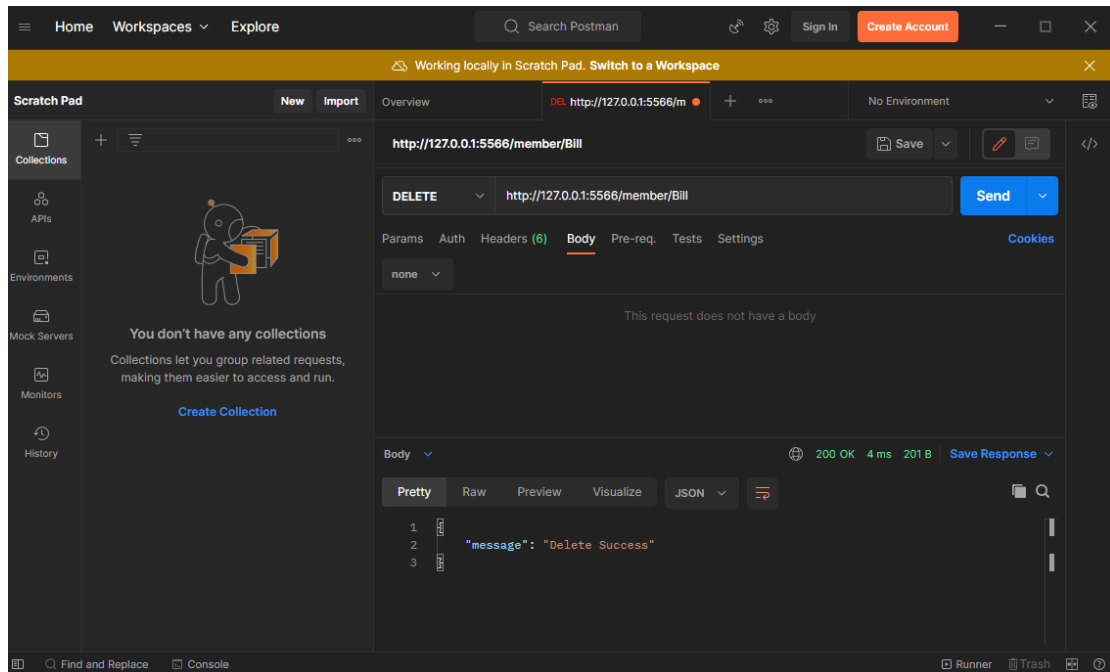 Home Workspaces Explore Search Postman Sign In Create Account
Working locally in Scratch Pad. Switch to a Workspace
Scratch Pad New Import Overview DEL http://127.0.0.1:5566/m No Environment
Collections
APIs
Environments
Mock Servers
Monitors
History
You don't have any collections
Collections let you group related requests,
making them easier to access and run.
Create Collection
http://127.0.0.1:5566/member/Bill Save
DELETE http://127.0.0.1:5566/member/Bill Send
Params Auth Headers (6) Body Pre-req. Tests Settings Cookies
none
This request does not have a body
Body 200 OK 4 ms 201 B Save Response
Pretty Raw Preview Visualize JSON
1 {
2 "message": "Delete Success"
3 }
Find and Replace Console Runner Trash